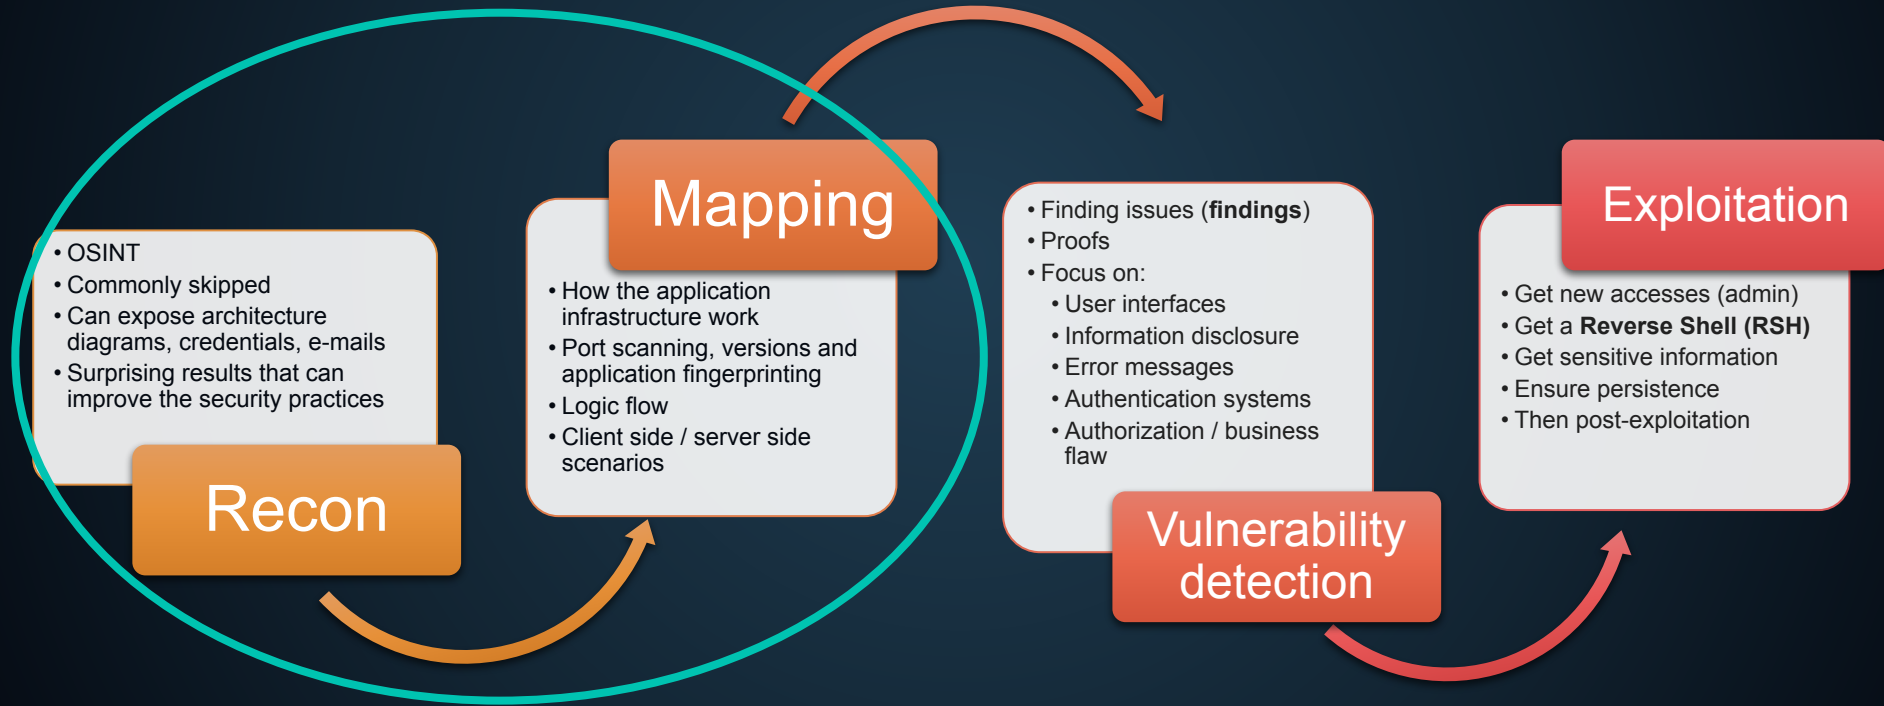 • OSINT
• Commonly skipped
• Can expose architecture
diagrams, credentials, e-mails
• Surprising results that can
improve the security practices
Recon
Mapping
• How the application
infrastructure work
• Port scanning, versions and
application fingerprinting
• Logic flow
• Client side / server side
scenarios
• Finding issues (findings)
• Proofs
• Focus on:
• User interfaces
• Information disclosure
• Error messages
• Authentication systems
• Authorization / business
flaw
Vulnerability
detection
Exploitation
• Get new accesses (admin)
• Get a Reverse Shell (RSH)
• Get sensitive information
• Ensure persistence
• Then post-exploitation